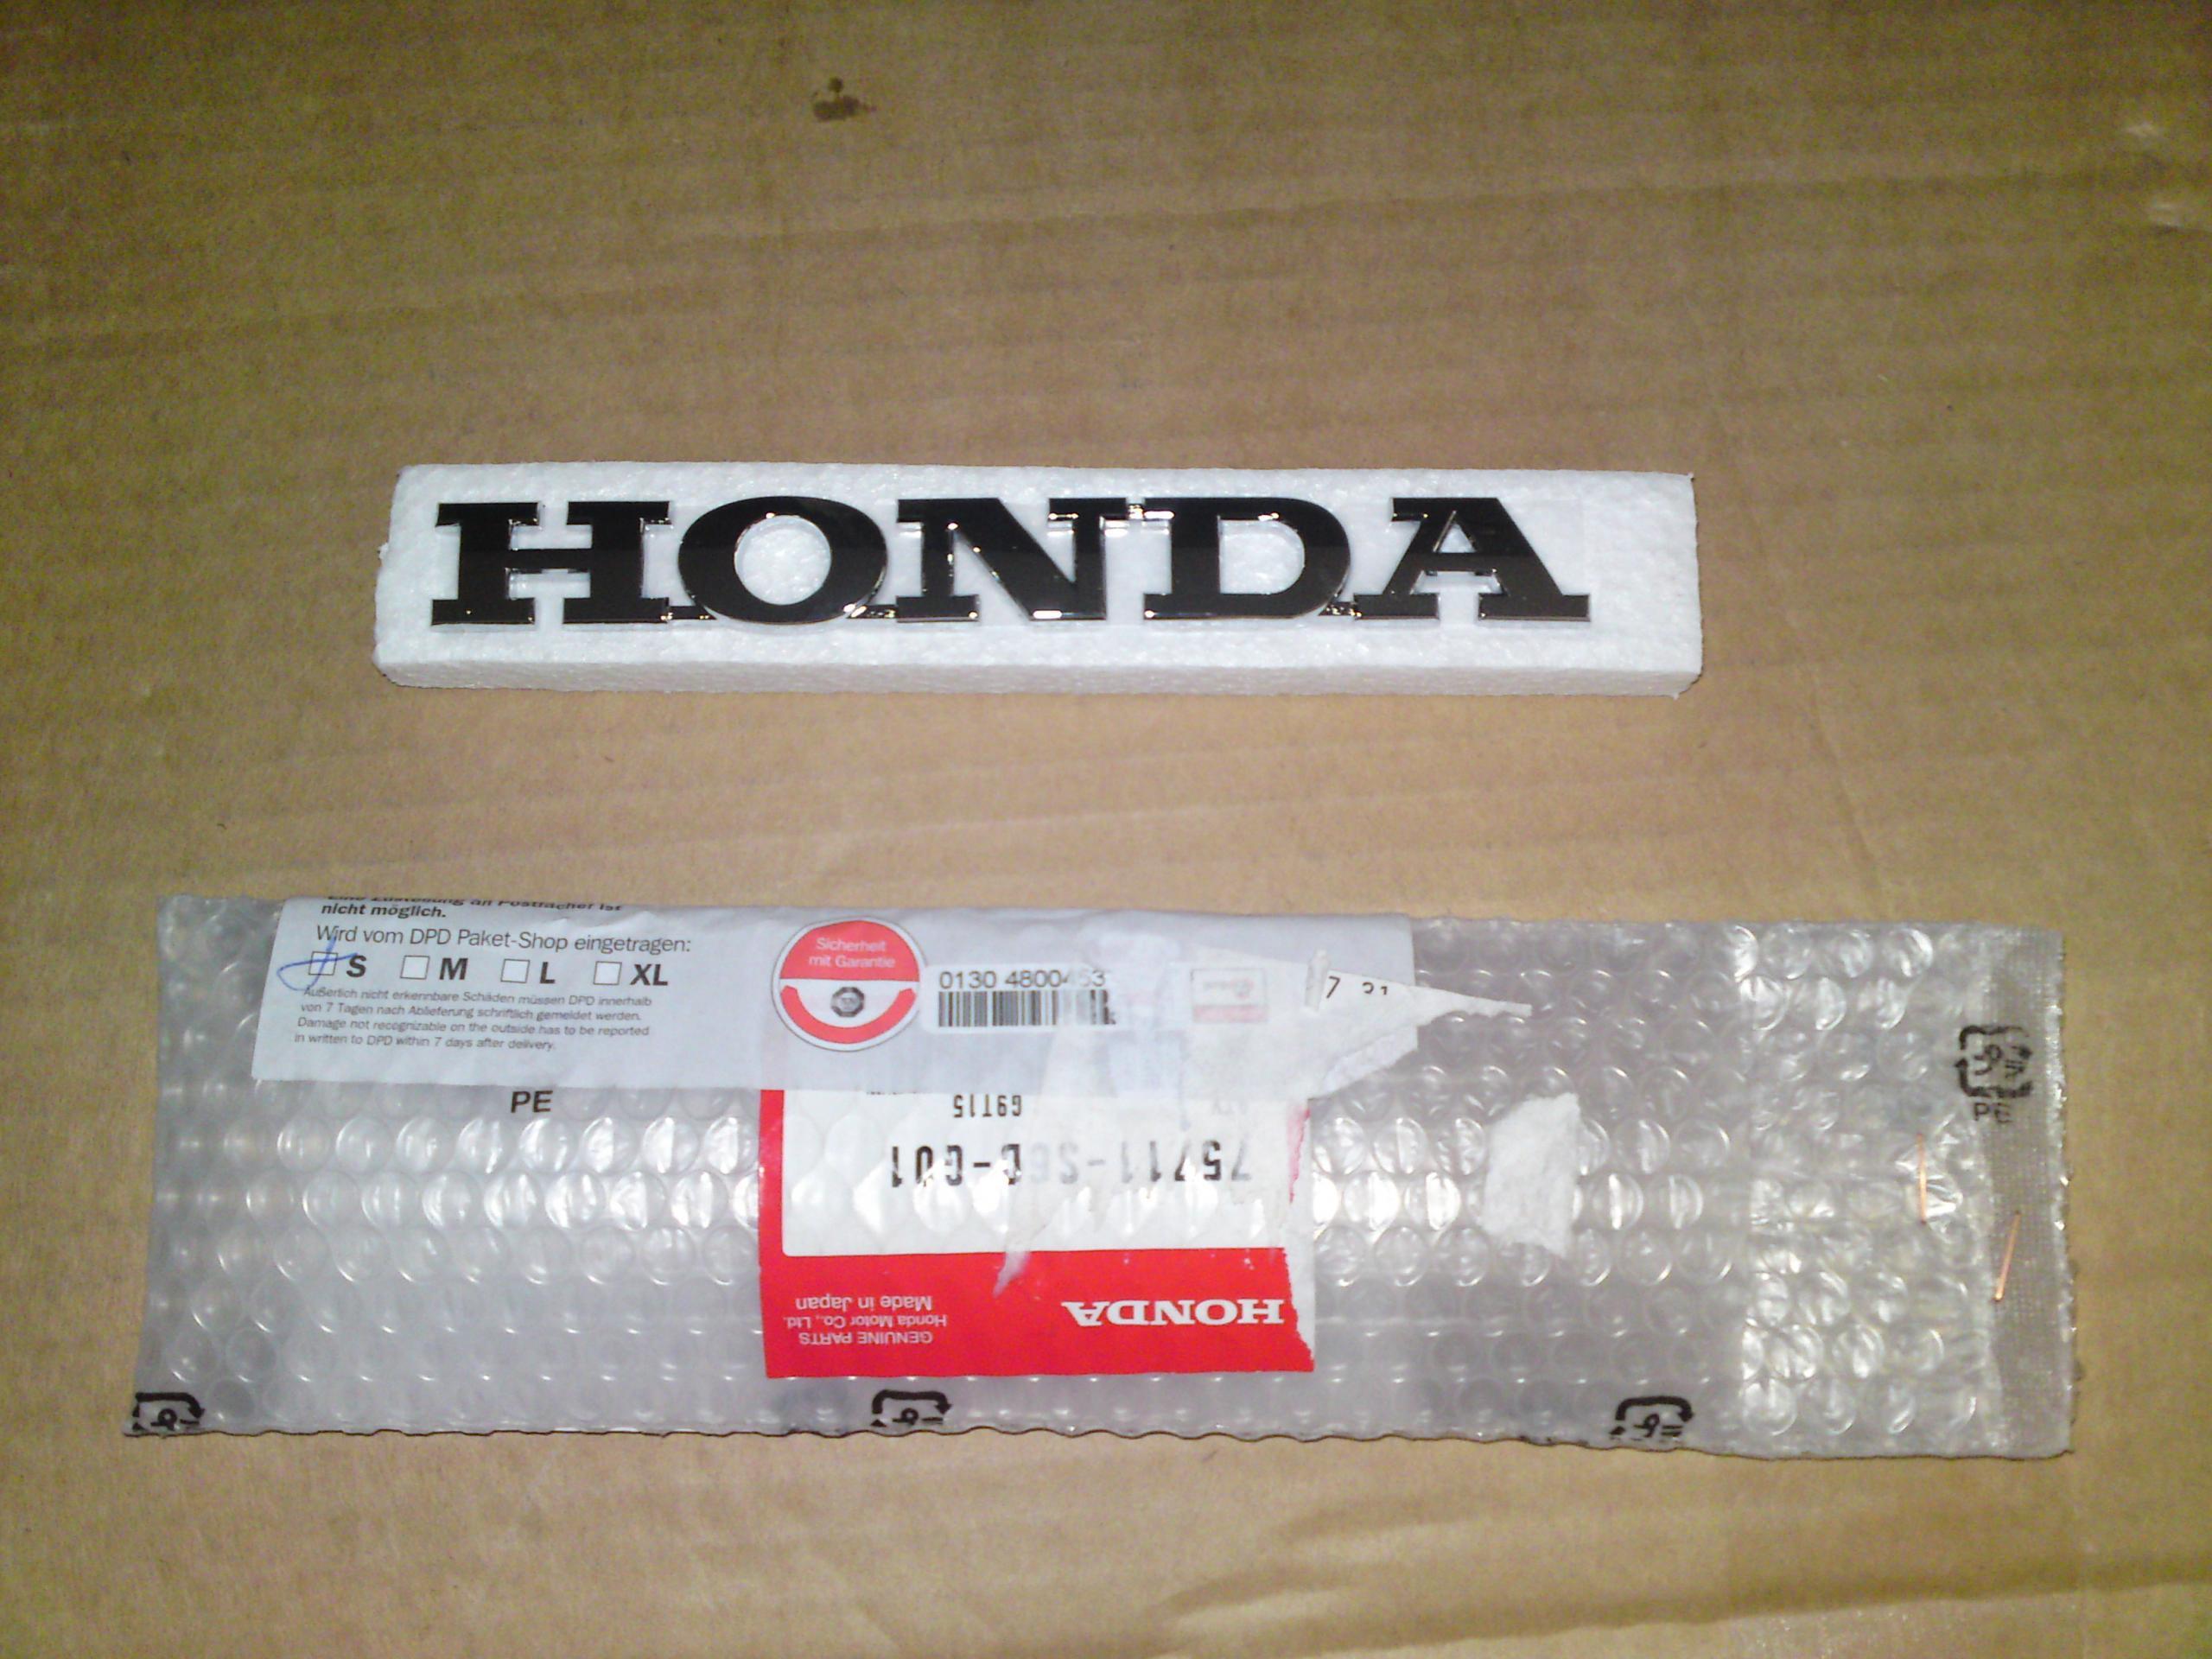 HONDA
nicht möglich.
Wird vom DPD Paket-Shop eingetragen:
S M L XL
Äußerlich nicht erkennbare Schäden müssen DPD innerhalb
von 7 Tagen nach Ablieferung schriftlich gemeldet werden.
Damage not recognizable on the outside has to be reported
in written to DPD within 7 days after delivery.
Sicherheit
mit Garantie
0130
PE
HONDA
GENUINE PARTS
Honda Motor Co., Ltd.
Made in Japan
G9T15